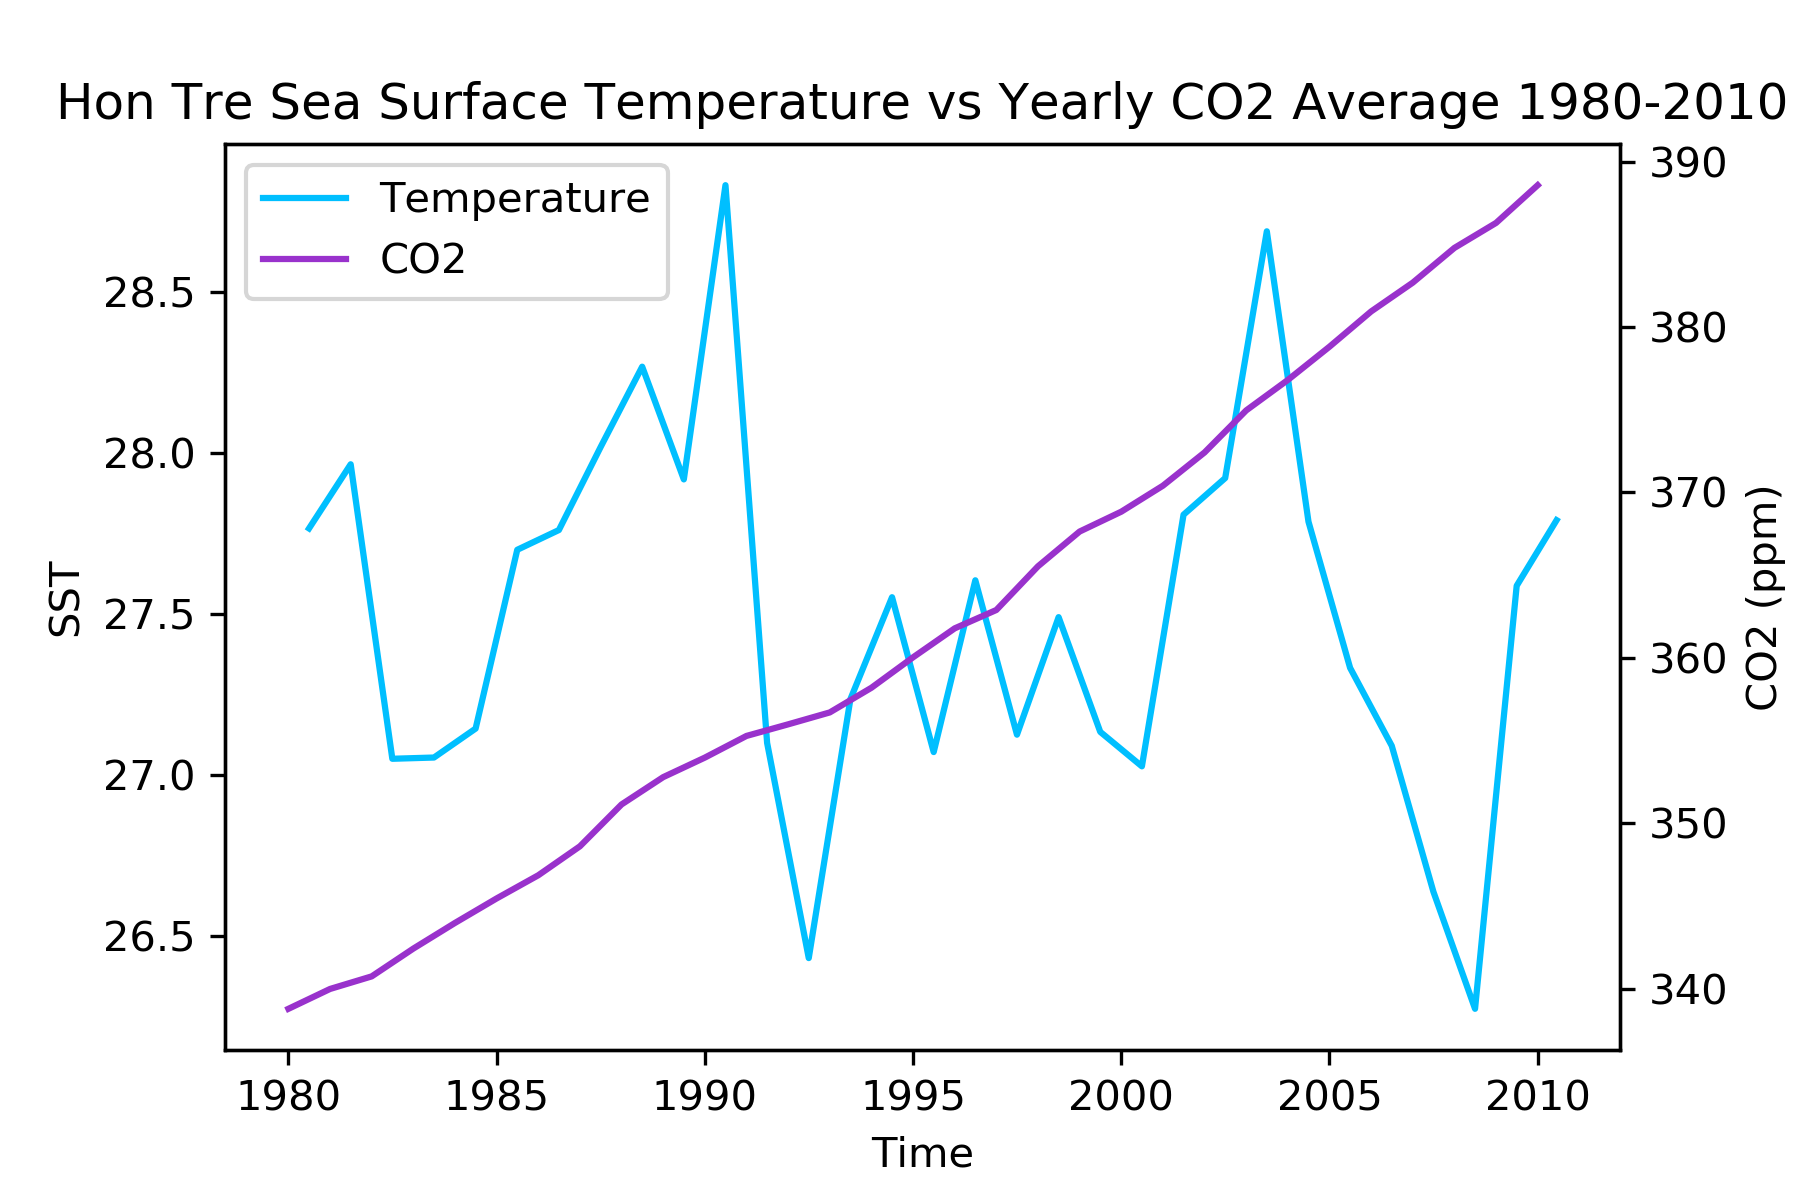 Hon Tre Sea Surface Temperature vs Yearly CO2 Average 1980-2010
Temperature
CO2
28.5
28.0
27.5
27.0
26.5
SST
390
380
370
360
350
340
CO2 (ppm)
1980 1985 1990 1995 2000 2005 2010
Time